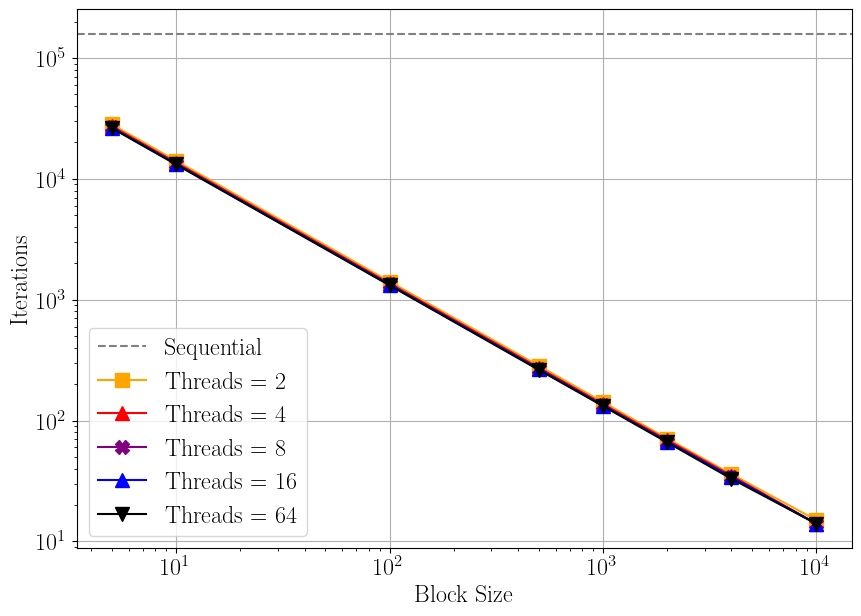 10^5
10^4
10^3
10^2
10^1
Iterations
Sequential
Threads = 2
Threads = 4
Threads = 8
Threads = 16
Threads = 64
10^1 10^2 10^3 10^4
Block Size